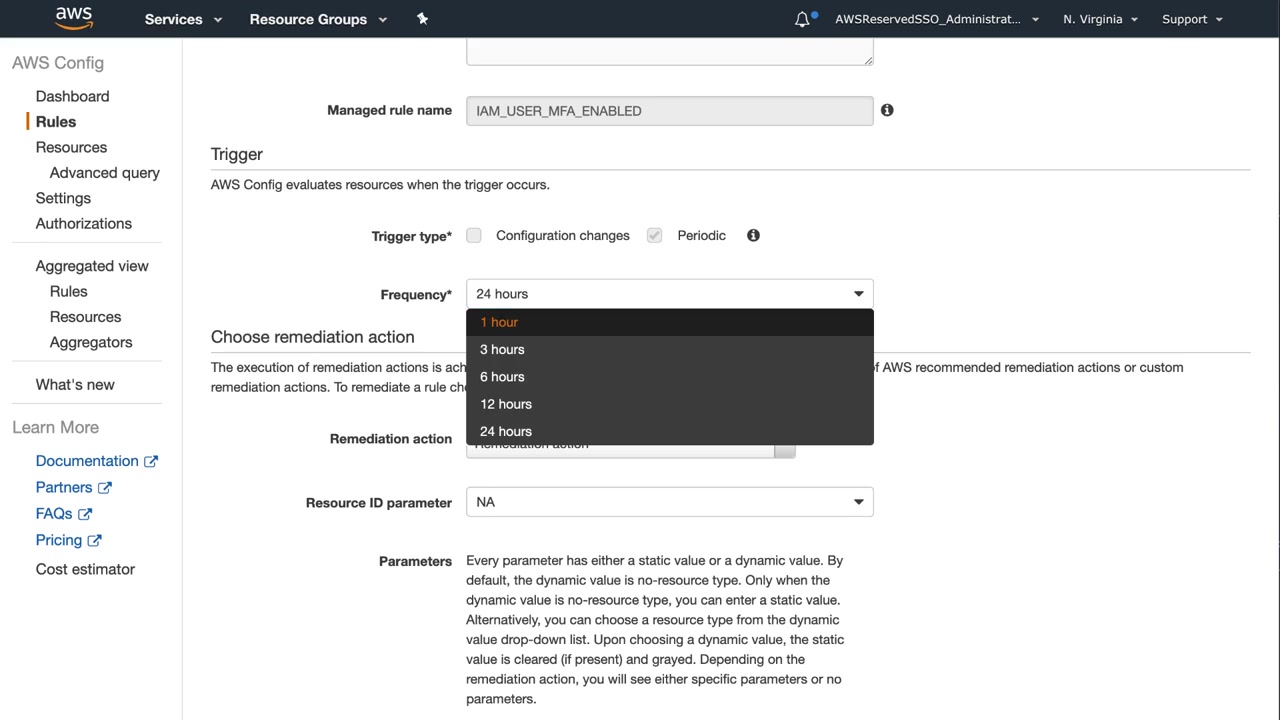 aws
Services
Resource Groups
AWSReservedSSO_Administrat...
N. Virginia
Support
AWS Config
Dashboard
Rules
Resources
Advanced query
Settings
Authorizations
Aggregated view
Rules
Resources
Aggregators
What's new
Learn More
Documentation
Partners
FAQs
Pricing
Cost estimator
Managed rule name
IAM_USER_MFA_ENABLED
Trigger
AWS Config evaluates resources when the trigger occurs.
Trigger type*
Configuration changes
Periodic
Frequency*
24 hours
1 hour
3 hours
6 hours
12 hours
24 hours
Choose remediation action
The execution of remediation actions is ach
f AWS recommended remediation actions or custom
remediation actions. To remediate a rule ch
Remediation action
Remediation action
Resource ID parameter
NA
Parameters
Every parameter has either a static value or a dynamic value. By
default, the dynamic value is no-resource type. Only when the
dynamic value is no-resource type, you can enter a static value.
Alternatively, you can choose a resource type from the dynamic
value drop-down list. Upon choosing a dynamic value, the static
value is cleared (if present) and grayed. Depending on the
remediation action, you will see either specific parameters or no
parameters.